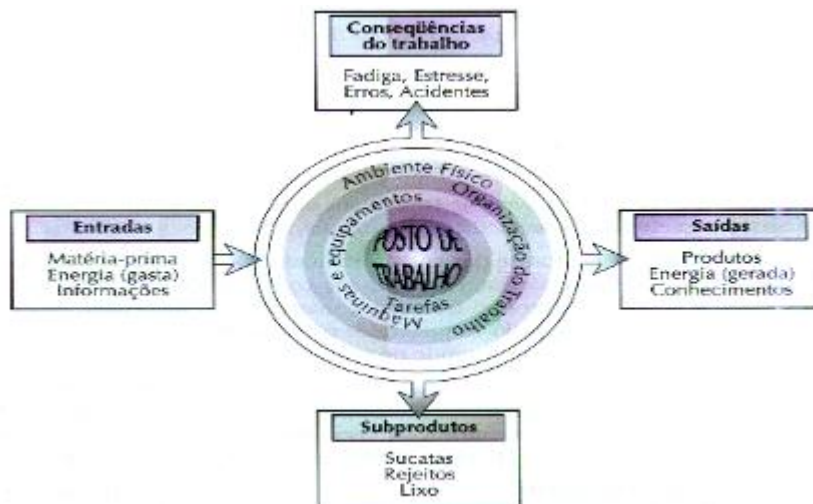 Conseqüências
do trabalho
Fadiga, Estresse,
Erros, Acidentes
Entradas
Matéria-prima
Energia (gasta)
Informações
Ambiente Físico
Organização do Trabalho
Máquinas e equipamentos
POSTO DE
TRABALHO
Tarefas
Saídas
Produtos
Energia (gerada)
Conhecimentos
Subprodutos
Sucatas
Rejeitos
Lixo